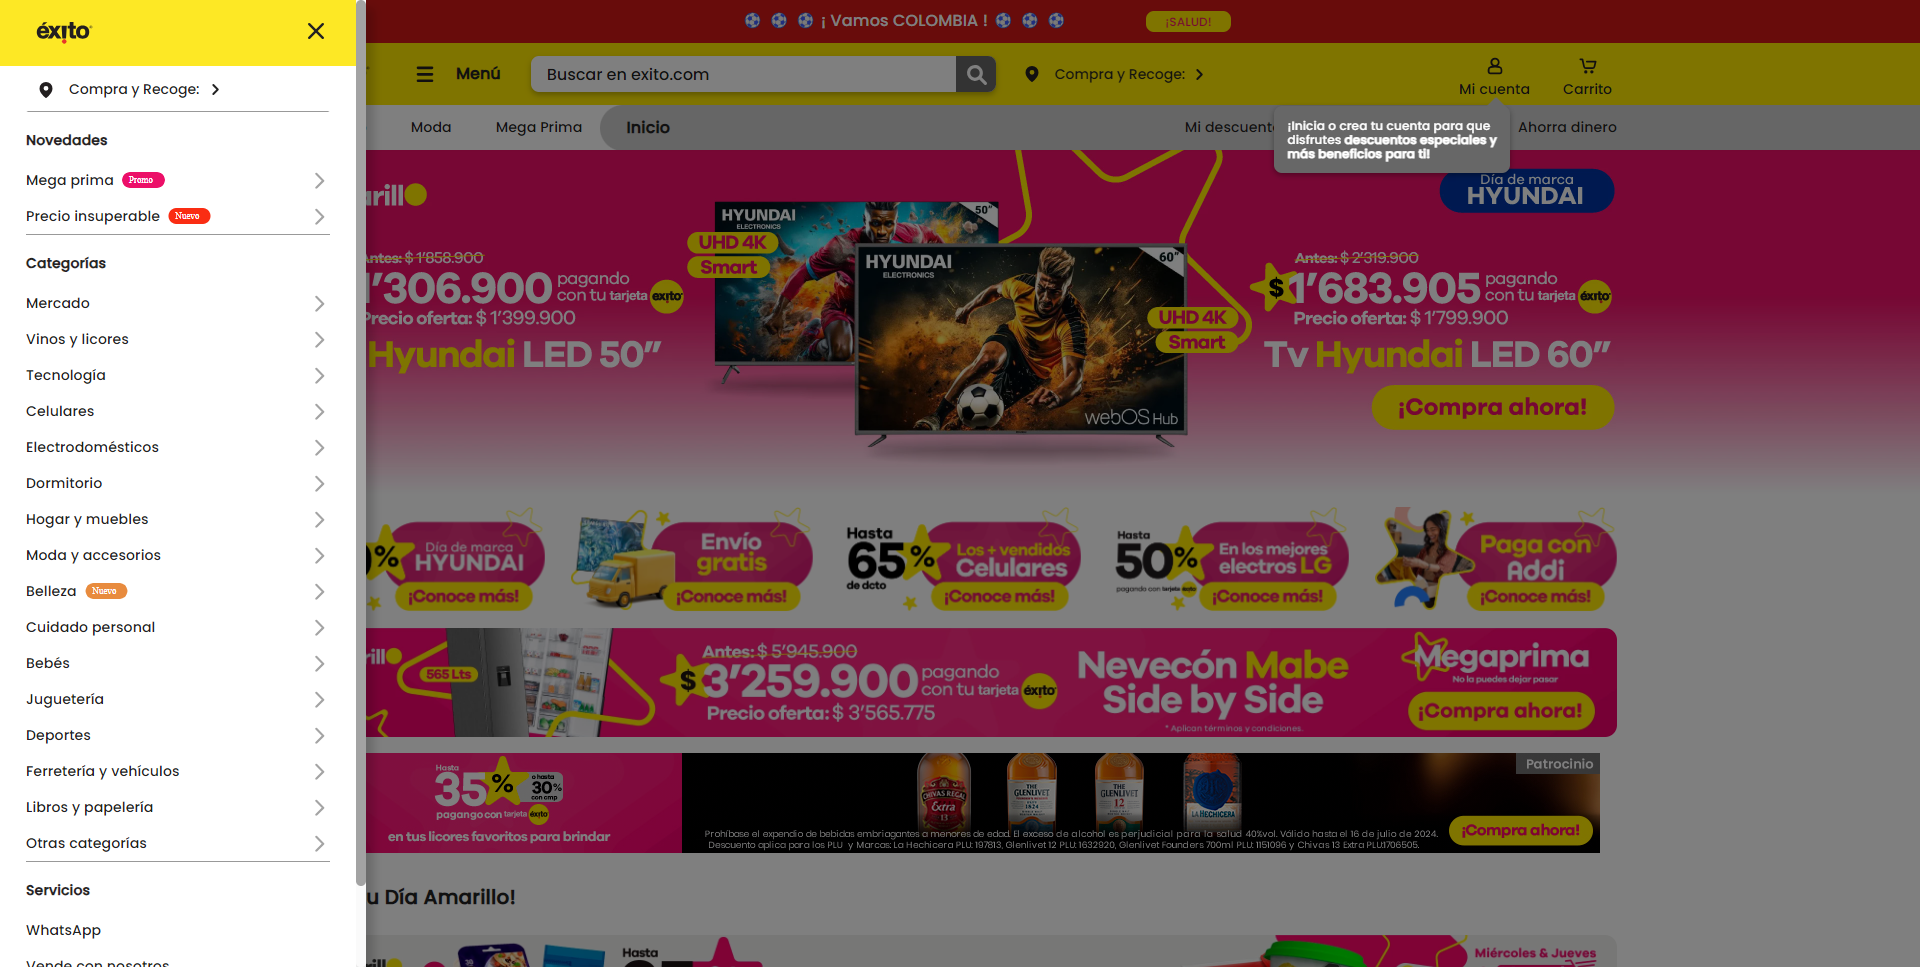 éxito
Compra y Recoge:
Novedades
Mega prima Promo
Precio insuperable Nuevo
Categorías
Mercado
Vinos y licores
Tecnología
Celulares
Electrodomésticos
Dormitorio
Hogar y muebles
Moda y accesorios
Belleza Nuevo
Cuidado personal
Bebés
Juguetería
Deportes
Ferretería y vehículos
Libros y papelería
Otras categorías
Servicios
WhatsApp
Vende con nosotros
¡ Vamos COLOMBIA !
¡SALUD!
Menú
Buscar en exito.com
Compra y Recoge:
Mi cuenta
Carrito
Moda
Mega Prima
Inicio
Mi descuento
Ahorra dinero
¡Inicia o crea tu cuenta para que
disfrutes descuentos especiales y
más beneficios para ti!
Día de marca
HYUNDAI
Antes: $ 1'858.900
1'306.900
pagando
con tu tarjeta éxito
Precio oferta: $ 1'399.900
Hyundai LED 50"
HYUNDAI
ELECTRONICS
50"
UHD 4K
Smart
HYUNDAI
ELECTRONICS
60"
UHD 4K
Smart
webOS Hub
Antes: $ 2'319.900
$ 1'683.905
pagando
con tu tarjeta éxito
Precio oferta: $ 1'799.900
Tv Hyundai LED 60"
¡Compra ahora!
%
Día de marca
HYUNDAI
¡Conoce más!
Envío
gratis
¡Conoce más!
Hasta
65%
de dcto
Los + vendidos
Celulares
¡Conoce más!
Hasta
50%
pagando con tarjeta éxito
En los mejores
electros LG
¡Conoce más!
Paga con
Addi
¡Conoce más!
565 Lts
Antes: $ 5'945.900
$ 3'259.900
pagando
con tu tarjeta éxito
Precio oferta: $ 3'565.775
Nevecón Mabe
Side by Side
* Aplican términos y condiciones.
Megaprima
No la puedes dejar pasar
¡Compra ahora!
Hasta
35%
o hasta
30%
con cmp
pagango con tarjeta éxito
en tus licores favoritos para brindar
CHIVAS REGAL
Extra
13
THE
GLENLIVET
1824
THE
GLENLIVET
12
LA HECHICERA
Patrocinio
Prohíbase el expendio de bebidas embriagantes a menores de edad. El exceso de alcohol es perjudicial para la salud 40%vol. Válido hasta el 16 de julio de 2024.
Descuento aplica para los PLU y Marcas: La Hechicera PLU: 197813, Glenlivet 12 PLU: 1632920, Glenlivet Founders 700ml PLU: 1151096 y Chivas 13 Extra PLU:1706505.
¡Compra ahora!
u Día Amarillo!
Hasta
Miércoles & Jueves